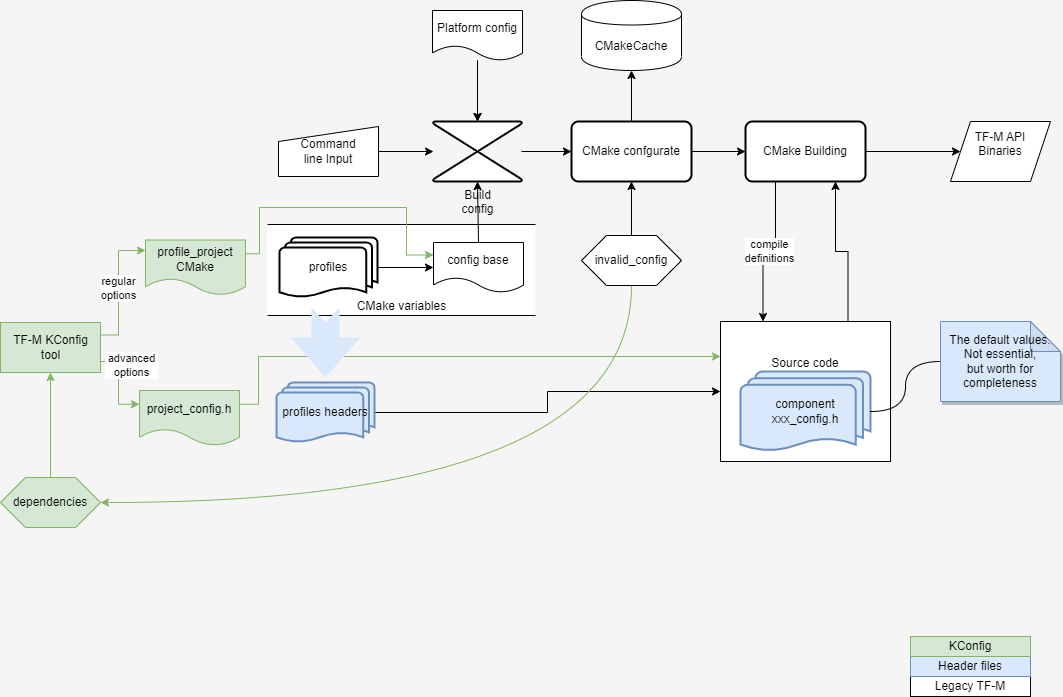 Platform config
CMakeCache
Command
line Input
CMake confgurate
CMake Building
TF-M API
Binaries
Build
config
profile_project
CMake
profiles
config base
invalid_config
compile
definitions
regular
options
CMake variables
TF-M KConfig
tool
advanced
options
The default values.
Not essential,
but worth for
completeness
Source code
project_config.h
profiles headers
component
xxx_config.h
dependencies
KConfig
Header files
Legacy TF-M